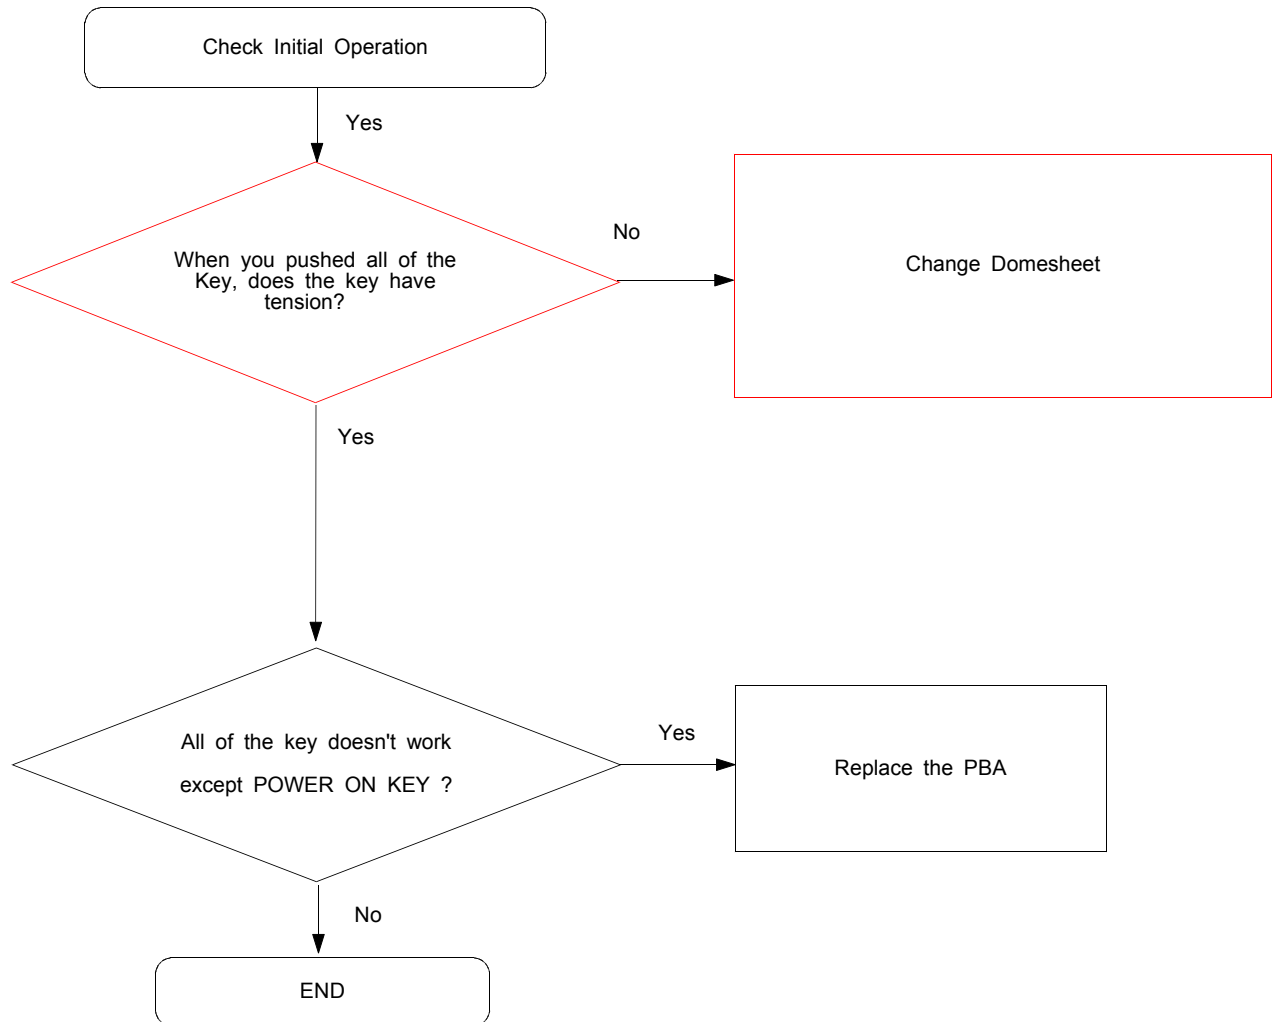 Check Initial Operation
Yes
No
When you pushed all of the
Key, does the key have
tension?
Change Domesheet
Yes
All of the key doesn't work
except POWER ON KEY ?
Yes
Replace the PBA
No
END